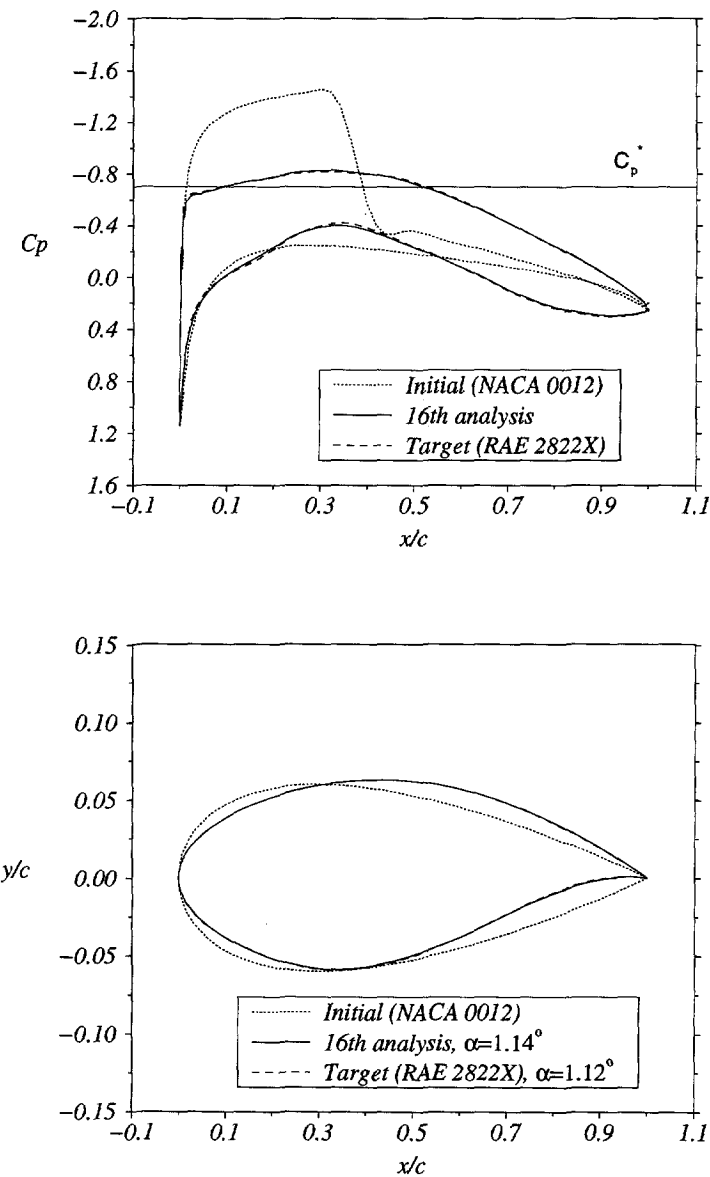 −2.0
−1.6
−1.2
−0.8
−0.4
0.0
0.4
0.8
1.2
1.6
Cp
Cp*
Initial (NACA 0012)
16th analysis
Target (RAE 2822X)
−0.1 0.1 0.3 0.5 0.7 0.9 1.1
x/c
0.15
0.10
0.05
0.00
−0.05
−0.10
−0.15
y/c
Initial (NACA 0012)
16th analysis, α=1.14°
Target (RAE 2822X), α=1.12°
−0.1 0.1 0.3 0.5 0.7 0.9 1.1
x/c